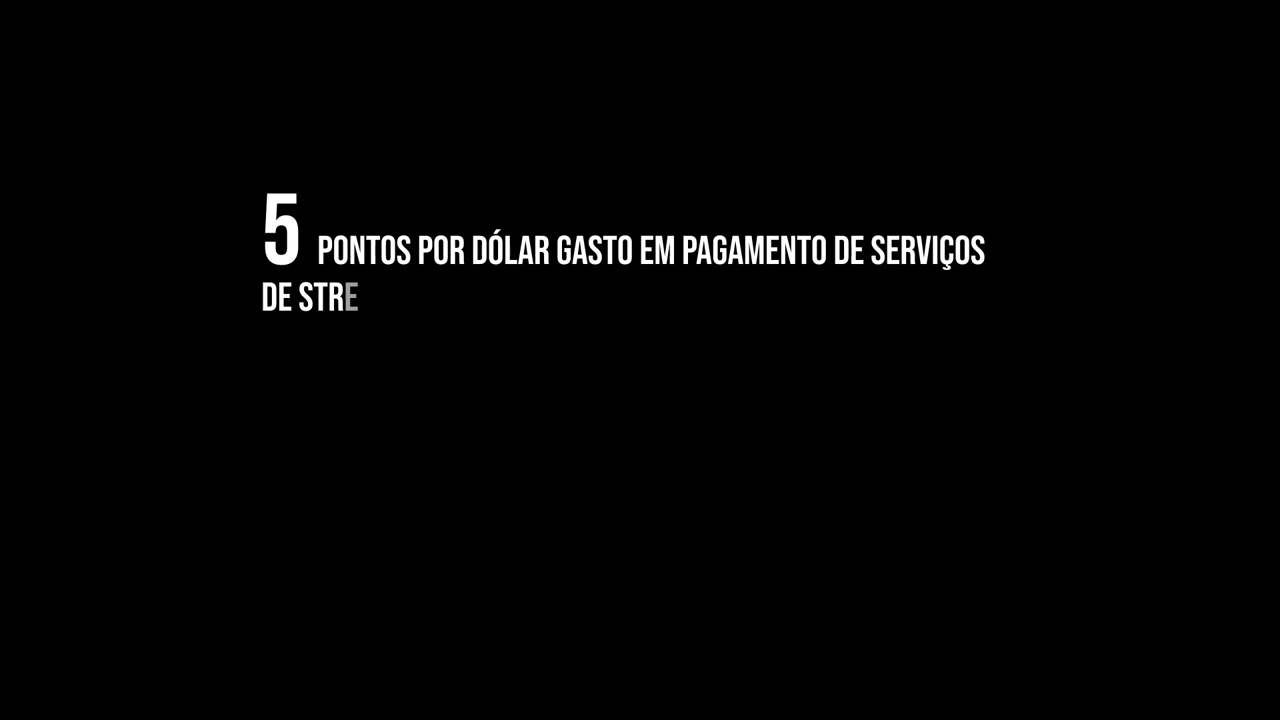 5 PONTOS POR DÓLAR GASTO EM PAGAMENTO DE SERVIÇOS
DE STRE